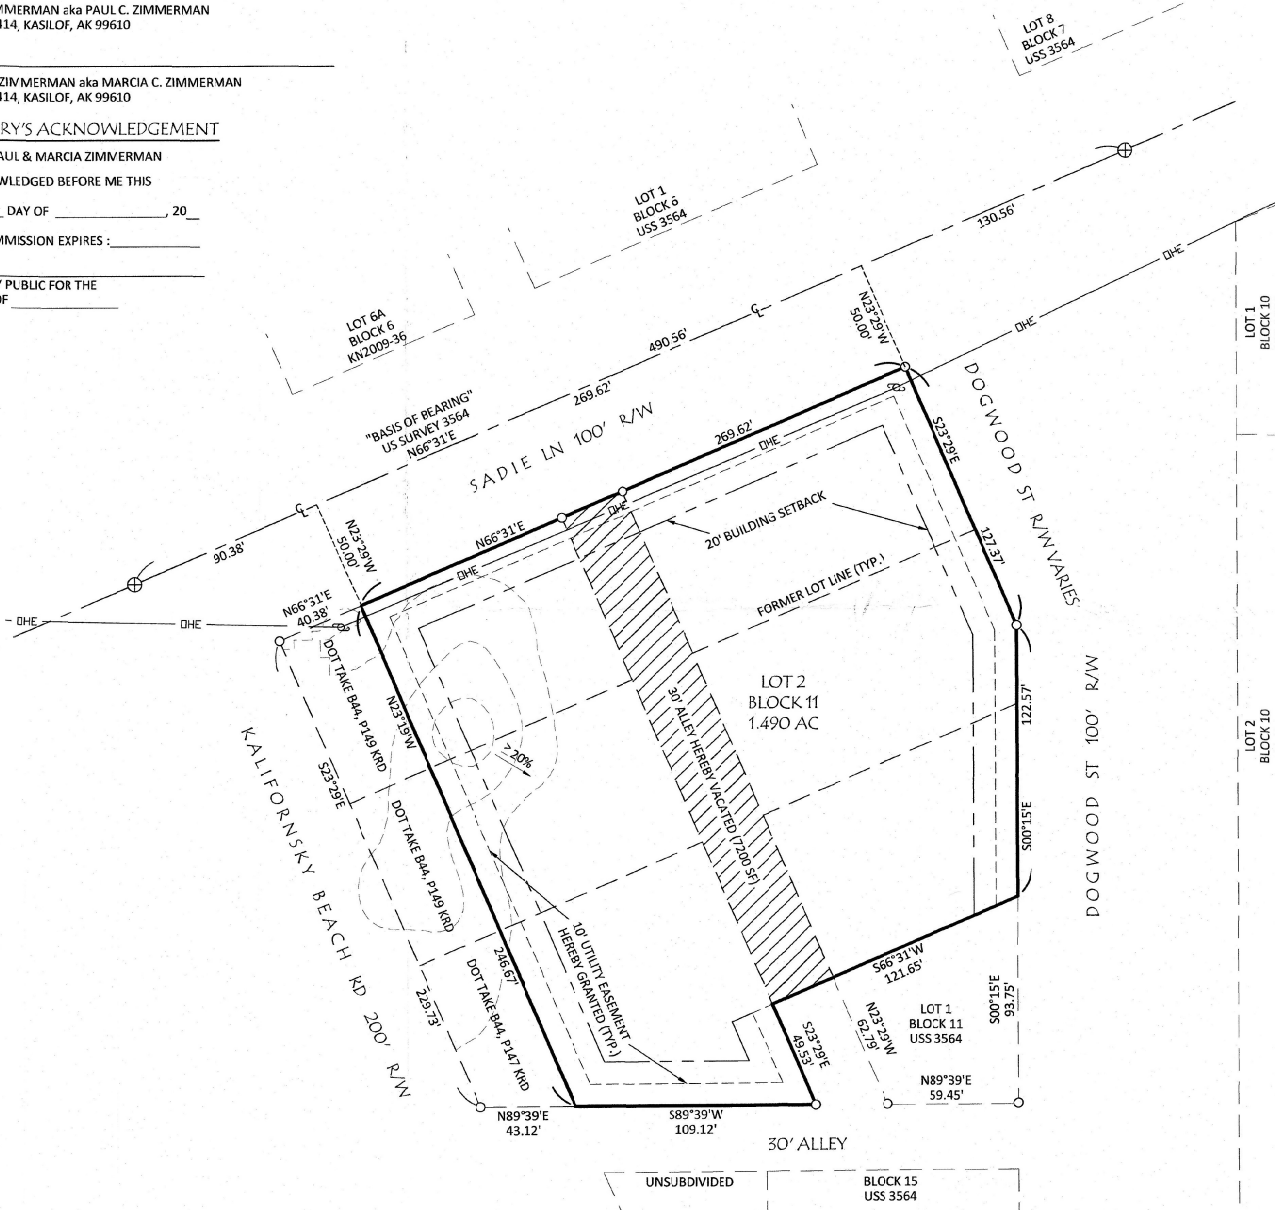 MMERMAN aka PAUL C. ZIMMERMAN
414, KASILOF, AK 99610
ZIMMERMAN aka MARCIA C. ZIMMERMAN
414, KASILOF, AK 99610
RY'S ACKNOWLEDGEMENT
AUL & MARCIA ZIMMERMAN
WLEDGED BEFORE ME THIS
_ DAY OF ________________, 20__
MMISSION EXPIRES :_____________
Y PUBLIC FOR THE
OF ________________
LOT 8
BLOCK 7
USS 3564
LOT 1
BLOCK 6
USS 3564
LOT 6A
BLOCK 6
KN2009-36
130.56'
OHE
LOT 1
BLOCK 10
N23°29'W
50.00'
OHE
℄
490.56'
269.62'
"BASIS OF BEARING"
US SURVEY 3564
N66°31'E
SADIE LN 100' R/W
269.62'
OHE
DOGWOOD ST R/W VARIES
S23°29'E
127.37'
℄
N23°29'W
50.00'
90.38'
N66°31'E
OHE
20' BUILDING SETBACK
FORMER LOT LINE (TYP.)
OHE
N66°31'E
40.38'
OHE
OHE
DOT TAKE B44, P149 KRD
N23°19'W
30' ALLEY HEREBY VACATED (7200 SF)
LOT 2
BLOCK 11
1.490 AC
122.57'
S00°15'E
DOGWOOD ST 100' R/W
LOT 2
BLOCK 10
>20%
KALIFORNSKY BEACH RD 200' R/W
S23°29'E
229.73'
DOT TAKE B44, P149 KRD
DOT TAKE B44, P147 KRD
246.67'
10' UTILITY EASEMENT
HEREBY GRANTED (TYP.)
S66°31'W
121.65'
S23°29'E
49.53'
N23°29'W
62.79'
LOT 1
BLOCK 11
USS 3564
S00°15'E
93.75'
N89°39'E
59.45'
N89°39'E
43.12'
S89°39'W
109.12'
30' ALLEY
UNSUBDIVIDED
BLOCK 15
USS 3564